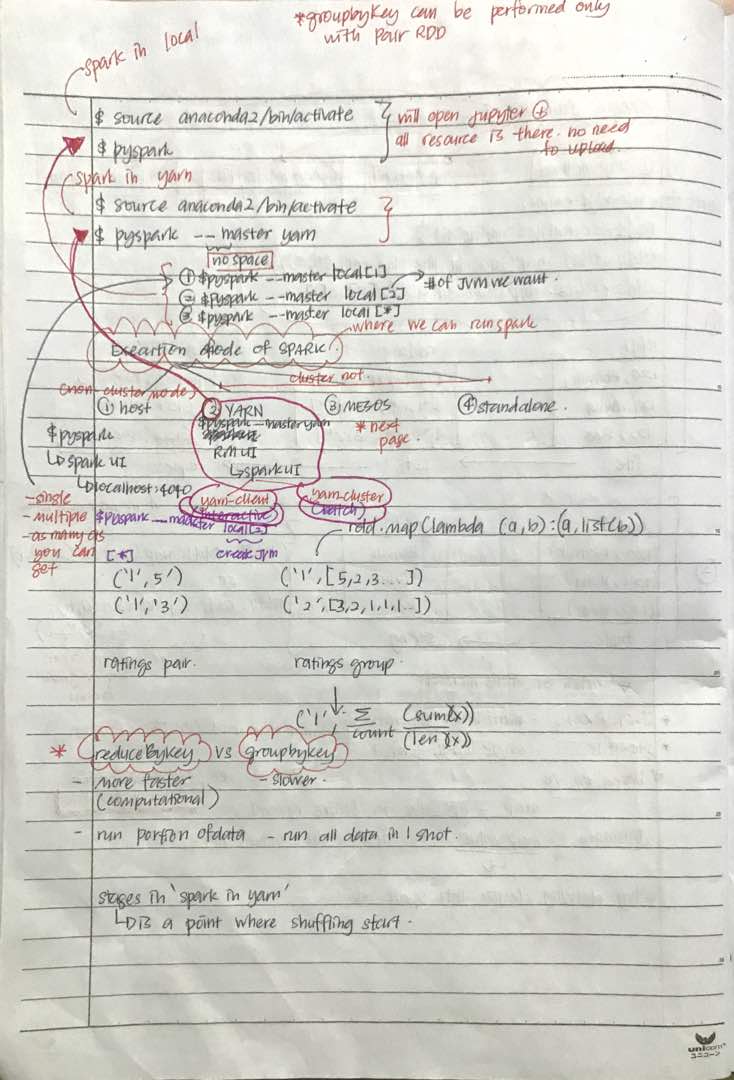 *groupbykey can be performed only
with pair RDD
spark in local
$ source anaconda2/bin/activate
$ pyspark
will open jupyter
all resource is there. no need
to upload.
spark in yarn
$ source anaconda2/bin/activate
$ pyspark --master yarn
no space
① $pyspark --master local[1]
② $pyspark --master local[2]
③ $pyspark --master local[*]
# of JVM we want.
where we can run spark
Execution mode of SPARK.
cluster
(non-cluster mode)
① host
② YARN
③ MESOS
④ standalone.
$pyspark
↳ spark UI
↳ localhost:4040
$pyspark --master yarn
RM UI
↳ spark UI
*next
page.
yarn-client
(interactive)
yarn-cluster
(batch)
- single
- multiple
- as many as
you can
get
$pyspark --master local[2]
[*]
create JVM
rdd.map(lambda (a,b):(a,list(b))
('1',5')
('1','3')
('1',[5,2,3...])
('2',[3,2,1,1,1..])
ratings pair.
ratings group.
('1', Σ (sum(x))
count (len(x))
* reduceBykey vs groupbykey
- more faster
(computational)
- slower.
- run portion of data
- run all data in 1 shot.
stages in 'spark in yarn'
↳ is a point where shuffling start.
unicorn
ユニコーン